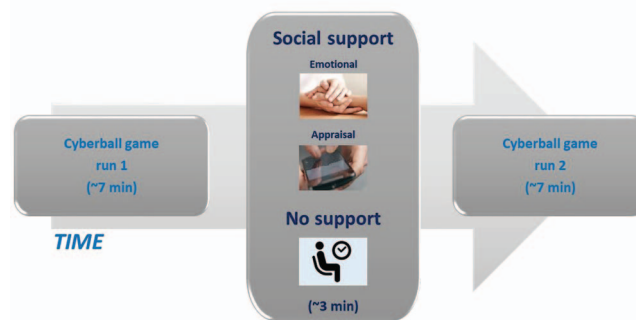 Cyberball game
run 1
(~7 min)
TIME
Social support
Emotional
Appraisal
No support
(~3 min)
Cyberball game
run 2
(~7 min)